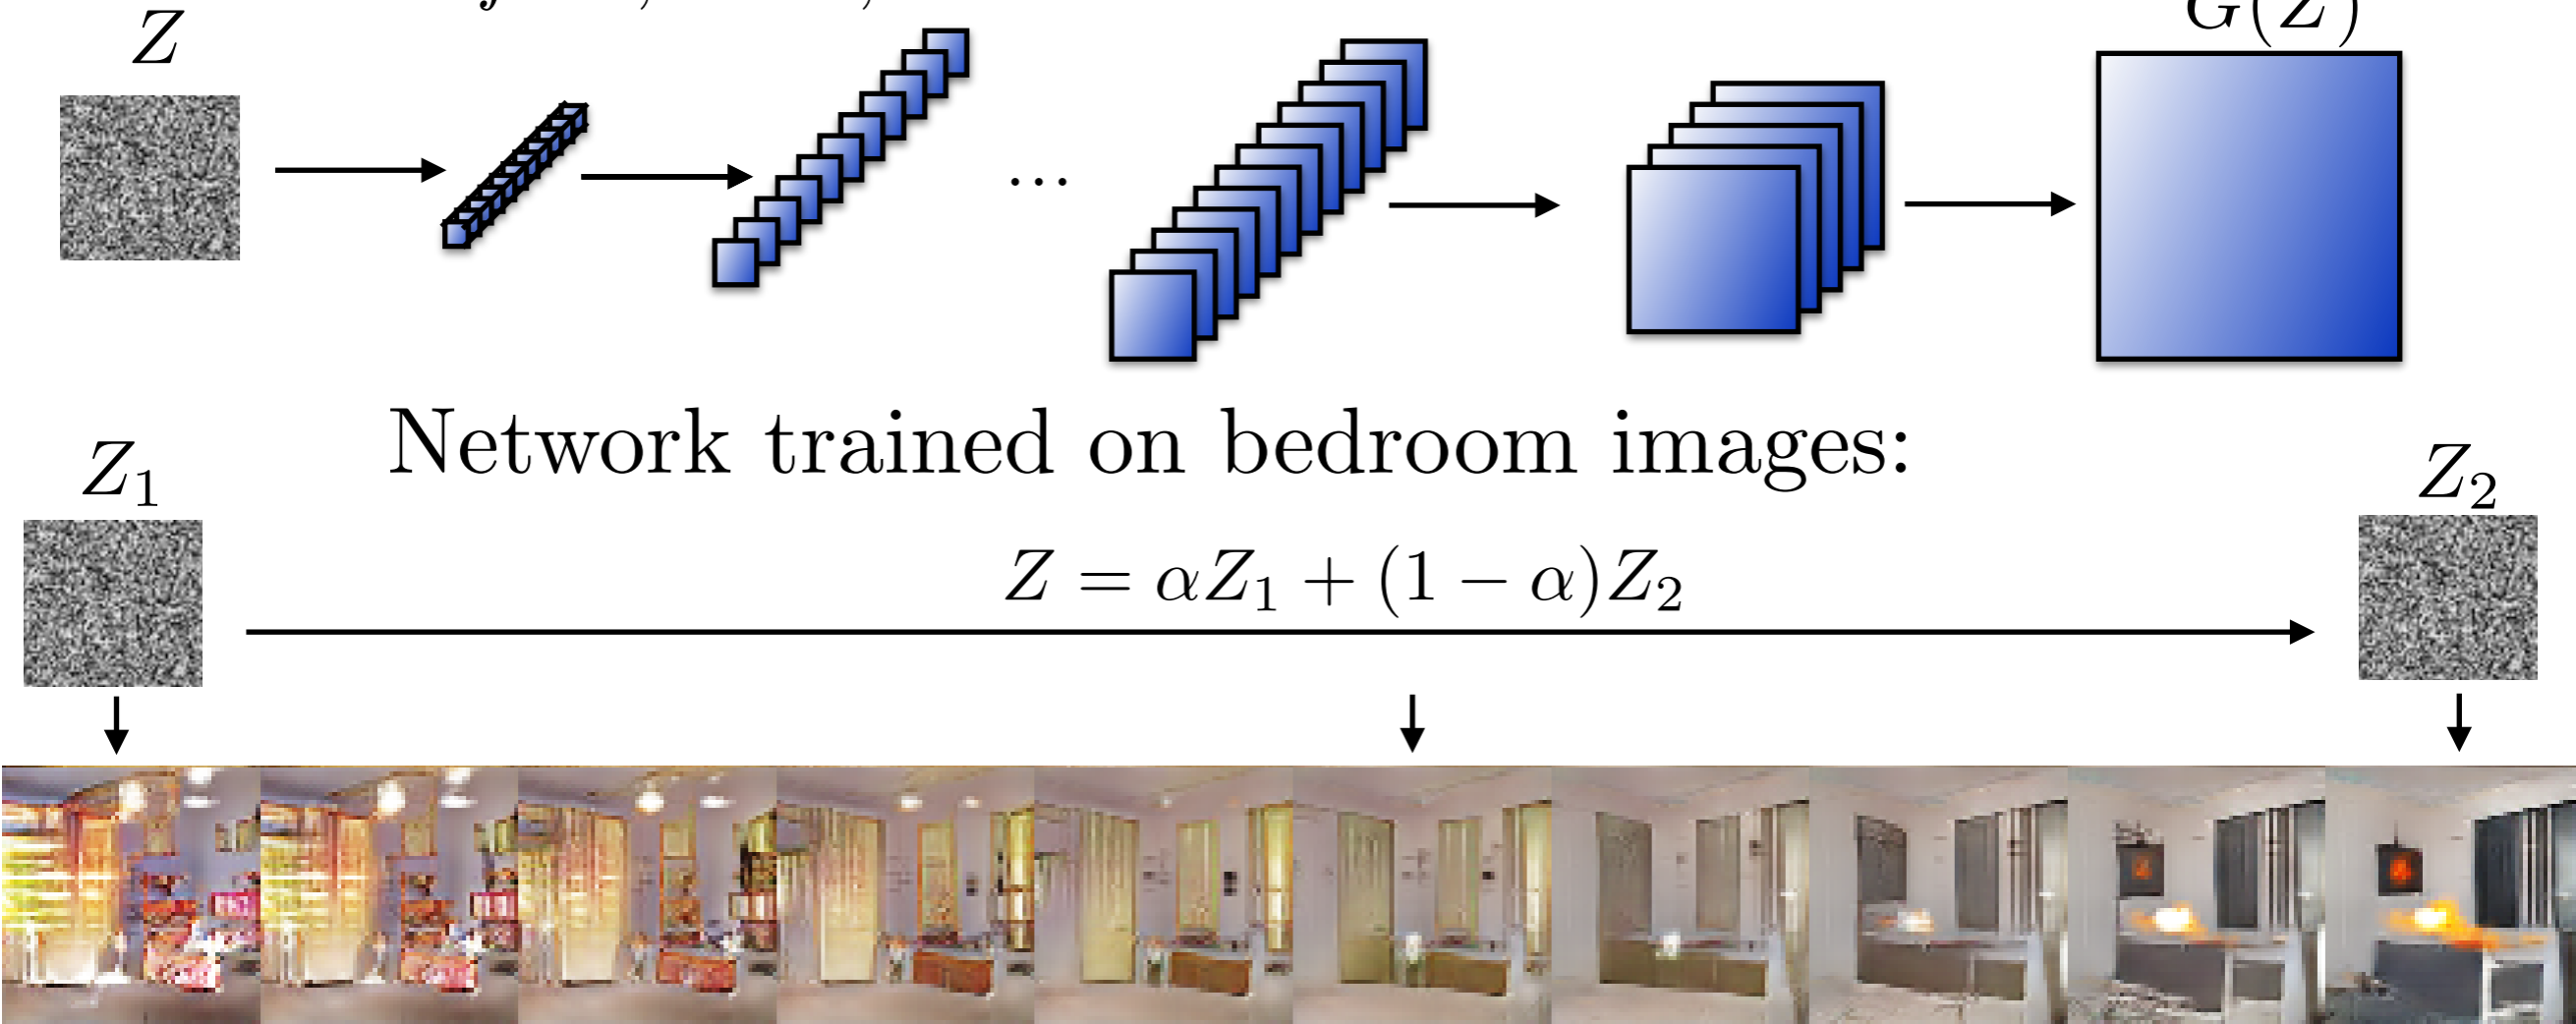 Z
G(Z)
...
Network trained on bedroom images:
Z₁
Z₂
Z = αZ₁ + (1 − α)Z₂